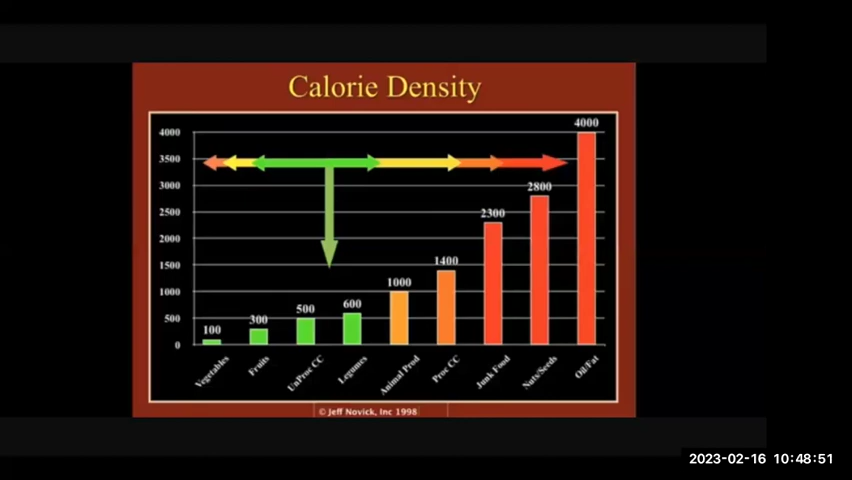 Calorie Density
4000
4000
3500
3000
2800
2500
2300
2000
1500
1400
1000
1000
500
600
500
300
100
0
Vegetables
Fruits
UnProc CC
Legumes
Animal Prod
Proc CC
Junk Food
Nuts/Seeds
Oil/Fat
© Jeff Novick, Inc 1998
2023-02-16 10:48:51